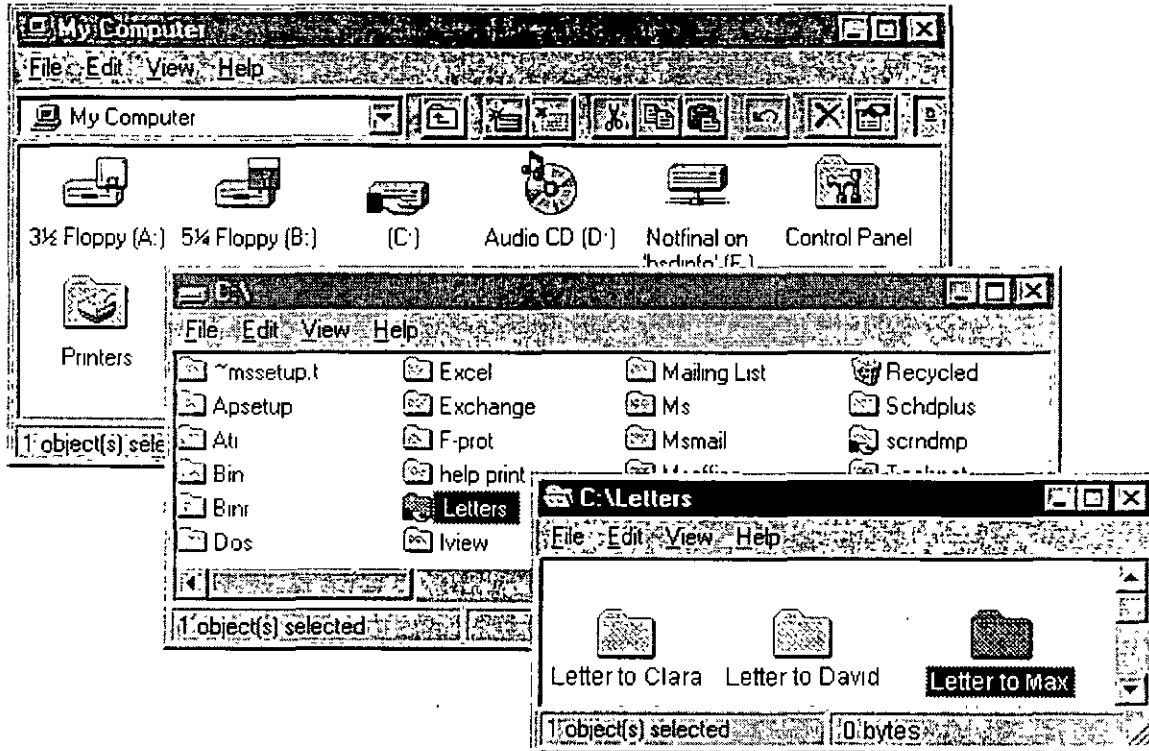 My Computer
File Edit View Help
My Computer
3½ Floppy (A:) 5¼ Floppy (B:) (C:) Audio CD (D:) Notfinal on Control Panel
Printers
1 object(s) sele
C:\
File Edit View Help
~mssetup.t Excel Mailing List Recycled
Apsetup Exchange Ms Schdplus
Ati F-prot Msmail scrndmp
Bin help print
Binr Letters
Dos Iview
1 object(s) selected
C:\Letters
File Edit View Help
Letter to Clara Letter to David Letter to Max
1 object(s) selected 0 bytes